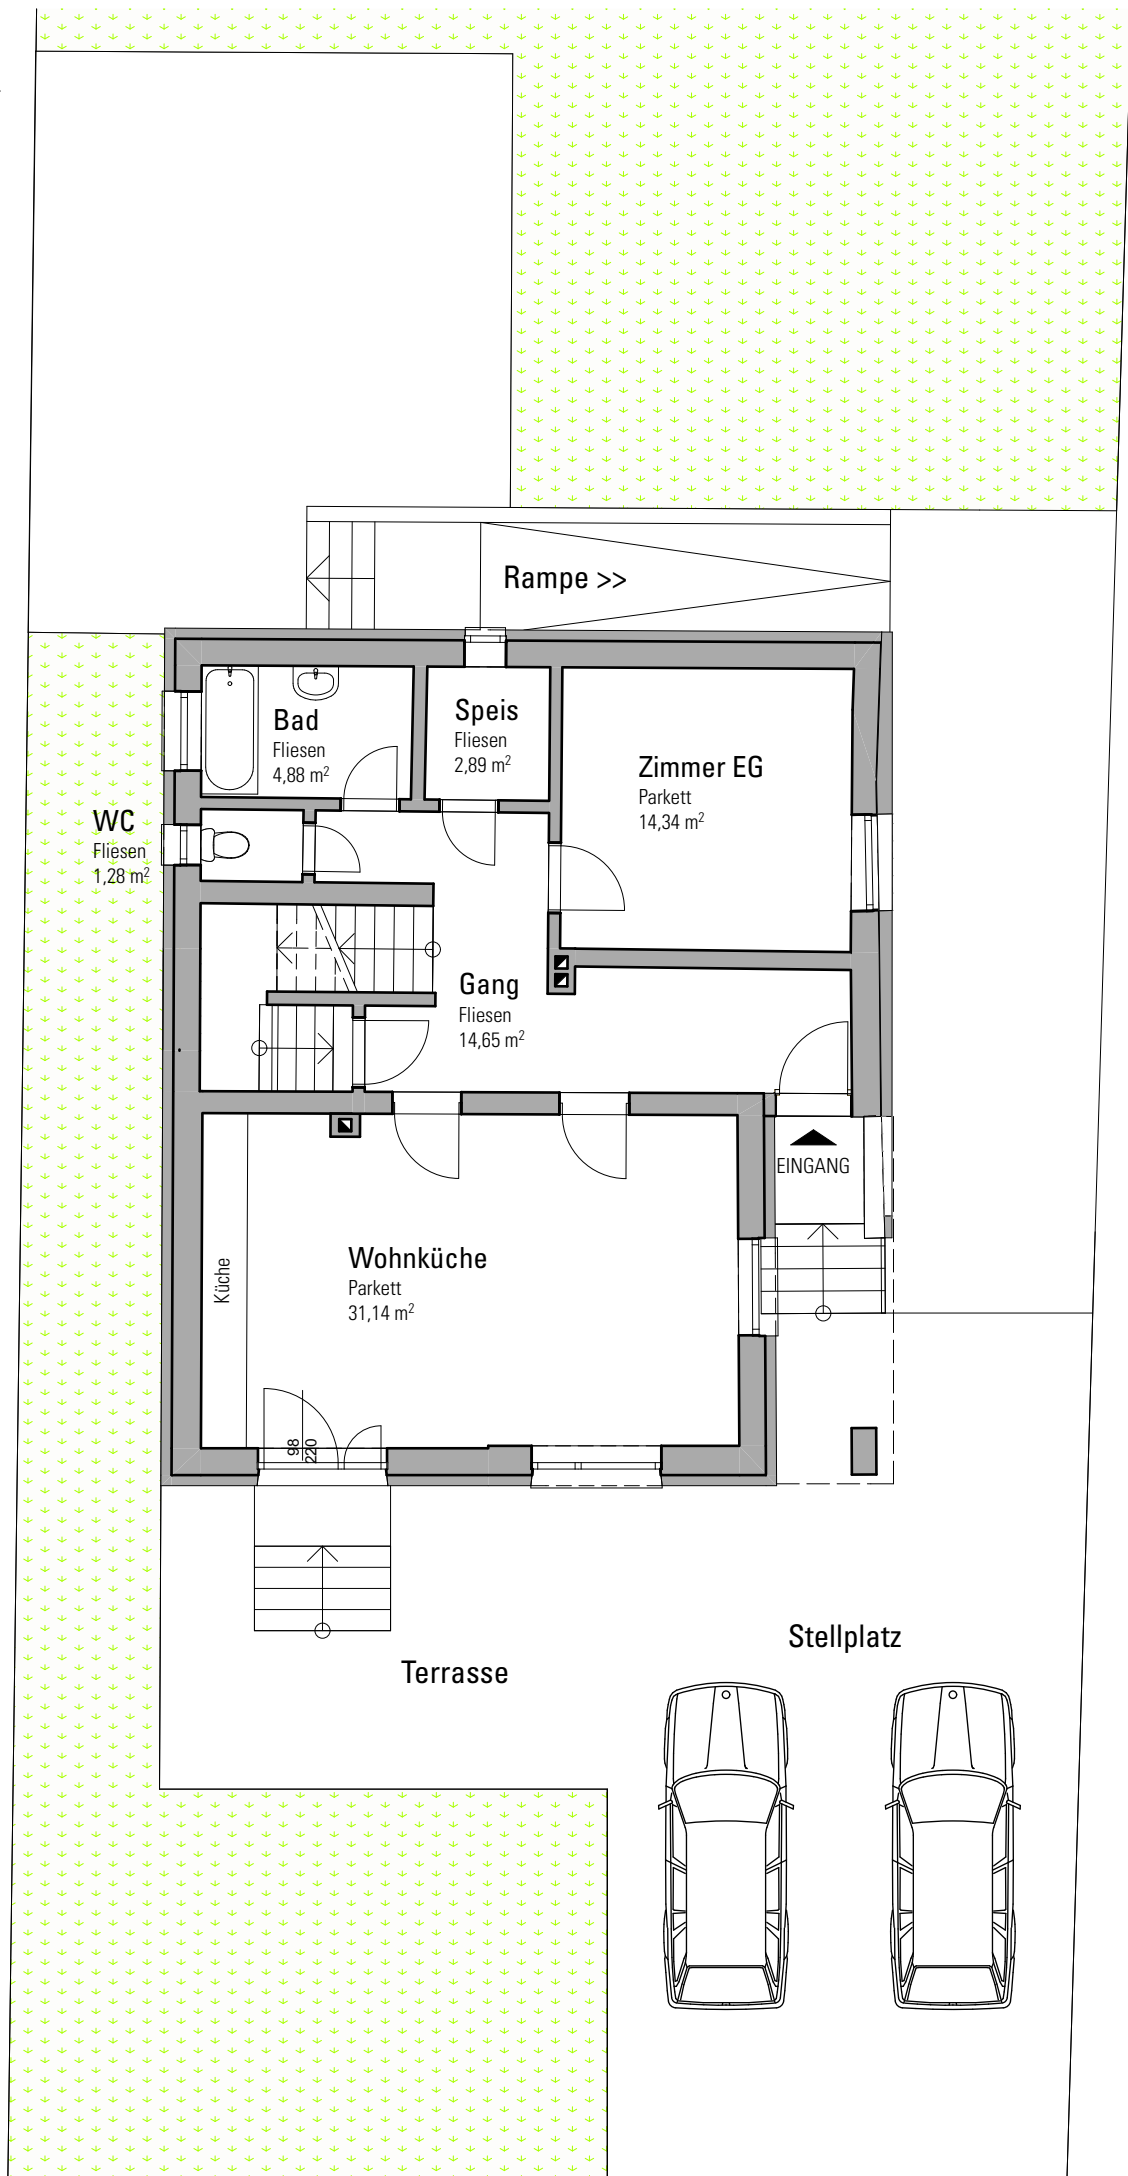 Rampe >>
Bad
Fliesen
4,88 m²
Speis
Fliesen
2,89 m²
Zimmer EG
Parkett
14,34 m²
WC
Fliesen
1,28 m²
Gang
Fliesen
14,65 m²
EINGANG
Wohnküche
Parkett
31,14 m²
Küche
98
220
Stellplatz
Terrasse